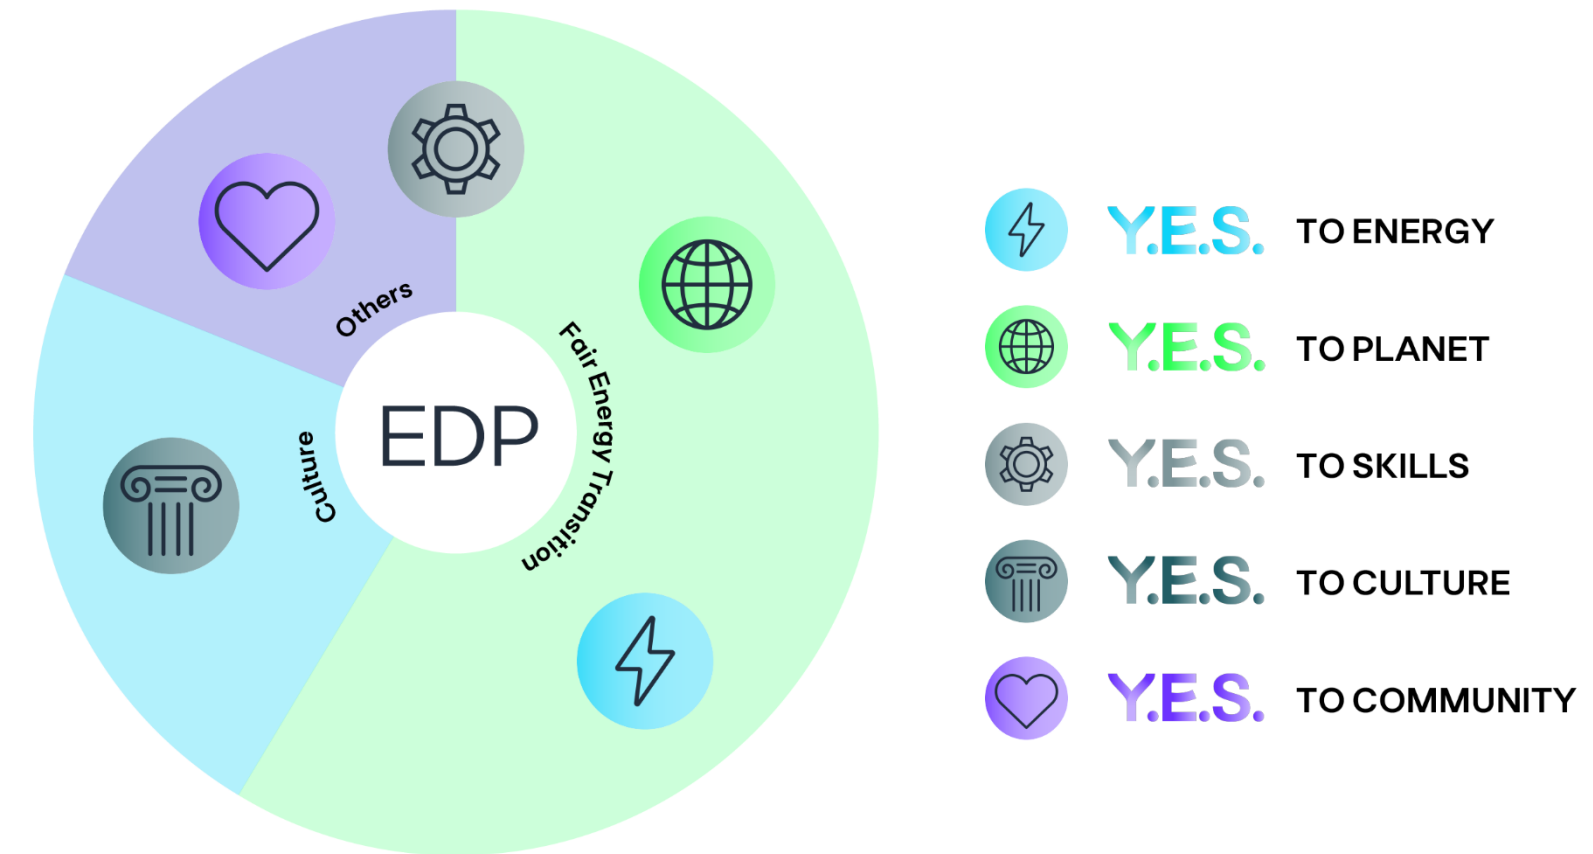 Others
Fair Energy Transition
Culture
EDP
Y.E.S. TO ENERGY
Y.E.S. TO PLANET
Y.E.S. TO SKILLS
Y.E.S. TO CULTURE
Y.E.S. TO COMMUNITY